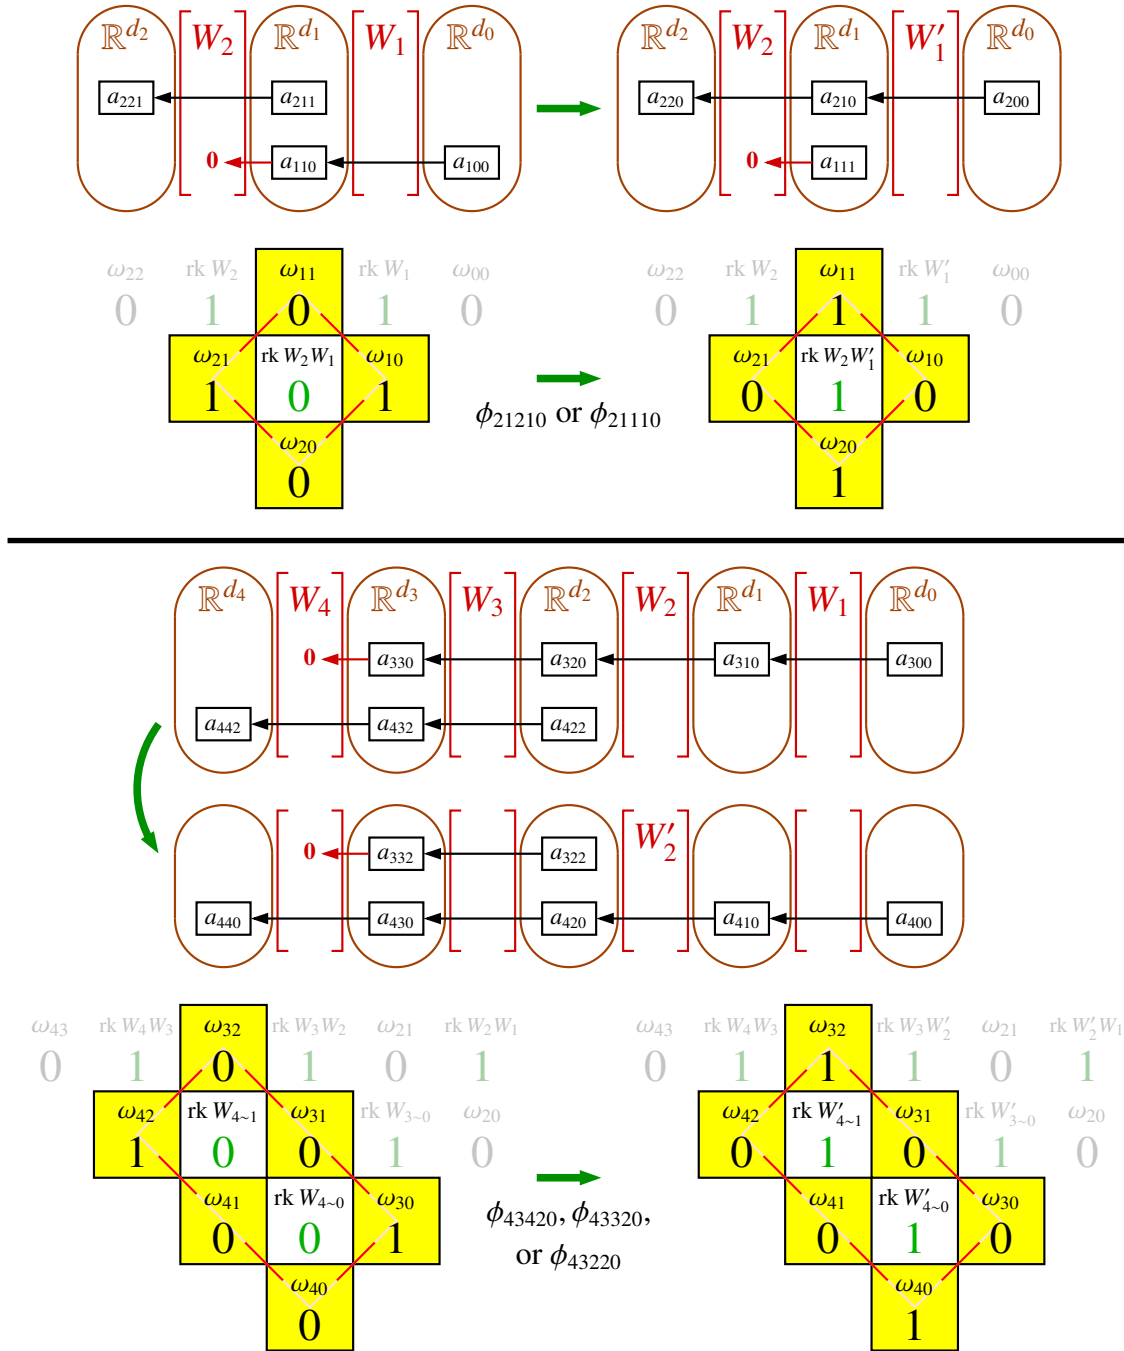 ℝ^{d_2} W_2 ℝ^{d_1} W_1 ℝ^{d_0} ℝ^{d_2} W_2 ℝ^{d_1} W′_1 ℝ^{d_0}
a_{221} a_{211} a_{220} a_{210} a_{200}
0 a_{110} a_{100} 0 a_{111}
ω_{22} rk W_2 ω_{11} rk W_1 ω_{00} ω_{22} rk W_2 ω_{11} rk W′_1 ω_{00}
0 1 0 1 0 0 1 1 1 0
ω_{21} rk W_2W_1 ω_{10} ω_{21} rk W_2W′_1 ω_{10}
1 0 1 0 1 0
ϕ_{21210} or ϕ_{21110}
ω_{20} ω_{20}
0 1
ℝ^{d_4} W_4 ℝ^{d_3} W_3 ℝ^{d_2} W_2 ℝ^{d_1} W_1 ℝ^{d_0}
0 a_{330} a_{320} a_{310} a_{300}
a_{442} a_{432} a_{422}
W′_2
0 a_{332} a_{322}
a_{440} a_{430} a_{420} a_{410} a_{400}
ω_{43} rk W_4W_3 ω_{32} rk W_3W_2 ω_{21} rk W_2W_1 ω_{43} rk W_4W_3 ω_{32} rk W_3W′_2 ω_{21} rk W′_2W_1
0 1 0 1 0 1 0 1 1 1 0 1
ω_{42} rk W_{4∼1} ω_{31} rk W_{3∼0} ω_{20} ω_{42} rk W′_{4∼1} ω_{31} rk W′_{3∼0} ω_{20}
1 0 0 1 0 0 1 0 1 0
ω_{41} rk W_{4∼0} ω_{30} ω_{41} rk W′_{4∼0} ω_{30}
0 0 1 0 1 0
ϕ_{43420}, ϕ_{43320},
or ϕ_{43220}
ω_{40} ω_{40}
0 1